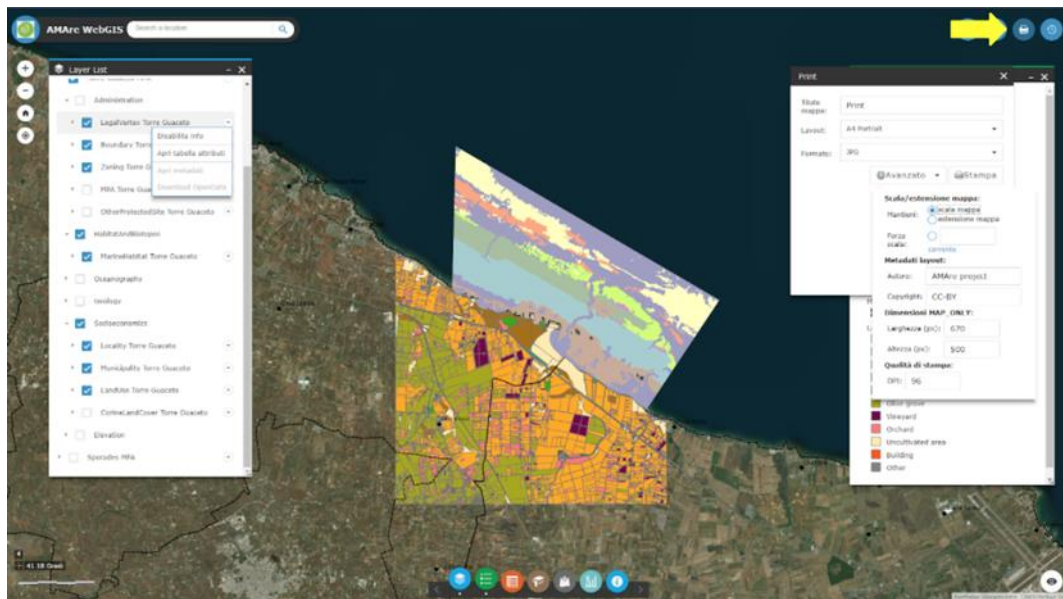 AMAre WebGIS
Search a location
Layer List
Administration
LegalVertex Torre Guaceto
Disabilita info
Boundary Torre
Apri tabella attributi
Zoning Torre G
Apri metadati
MPA Torre Gua
Download OpenData
OtherProtectedSite Torre Guaceto
HabitatAndBiotopes
MarineHabitat Torre Guaceto
Oceanography
Geology
Socioeconomics
Locality Torre Guaceto
Municipality Torre Guaceto
LandUse Torre Guaceto
CorineLandCover Torre Guaceto
Elevation
Sporades MPA
Print
Titolo mappa:
Print
Layout:
A4 Portrait
Formato:
JPG
Avanzato
Stampa
Scala/estensione mappa:
Mantieni:
scala mappa
estensione mappa
Forza scala:
corrente
Metadati layout:
Autore:
AMAre project
Copyright:
CC-BY
Dimensioni MAP_ONLY:
Larghezza (px):
670
Altezza (px):
500
Qualità di stampa:
DPI:
96
Olive grove
Vineyard
Orchard
Uncultivated area
Building
Other